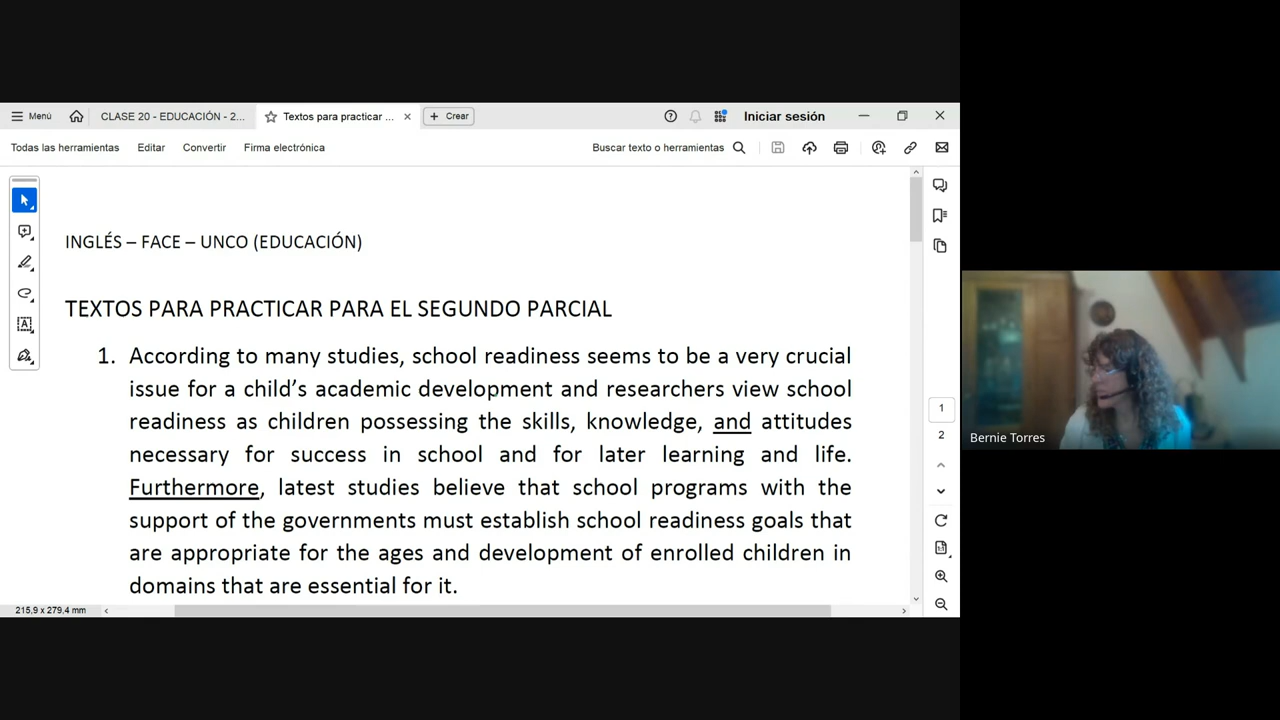 Menú
CLASE 20 - EDUCACIÓN - 2...
Textos para practicar ...
Crear
Iniciar sesión
Todas las herramientas
Editar
Convertir
Firma electrónica
Buscar texto o herramientas
INGLÉS – FACE – UNCO (EDUCACIÓN)
TEXTOS PARA PRACTICAR PARA EL SEGUNDO PARCIAL
1. According to many studies, school readiness seems to be a very crucial
issue for a child’s academic development and researchers view school
readiness as children possessing the skills, knowledge, and attitudes
necessary for success in school and for later learning and life.
Furthermore, latest studies believe that school programs with the
support of the governments must establish school readiness goals that
are appropriate for the ages and development of enrolled children in
domains that are essential for it.
1
2
215,9 x 279,4 mm
Bernie Torres